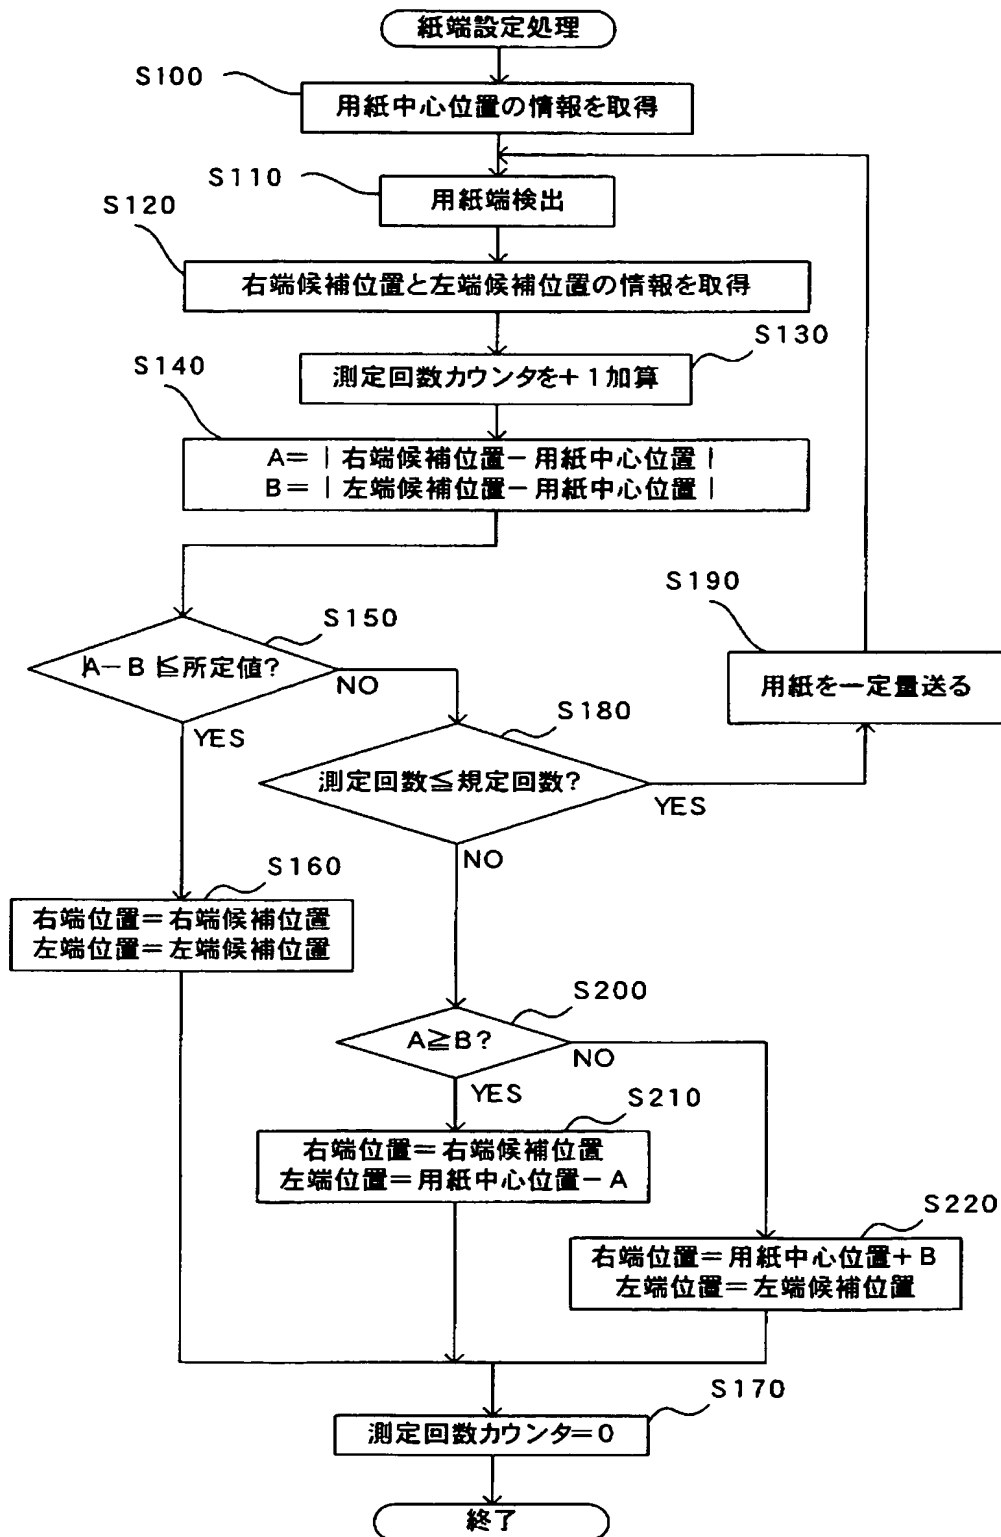 紙端設定処理
S100
用紙中心位置の情報を取得
S110
用紙端検出
S120
右端候補位置と左端候補位置の情報を取得
S130
測定回数カウンタを+1加算
S140
A=|右端候補位置-用紙中心位置|
B=|左端候補位置-用紙中心位置|
S150
|A-B|≦所定値?
NO
YES
S190
用紙を一定量送る
S180
測定回数≦規定回数?
YES
NO
S160
右端位置=右端候補位置
左端位置=左端候補位置
S200
A≧B?
NO
YES
S210
右端位置=右端候補位置
左端位置=用紙中心位置-A
S220
右端位置=用紙中心位置+B
左端位置=左端候補位置
S170
測定回数カウンタ=0
終了